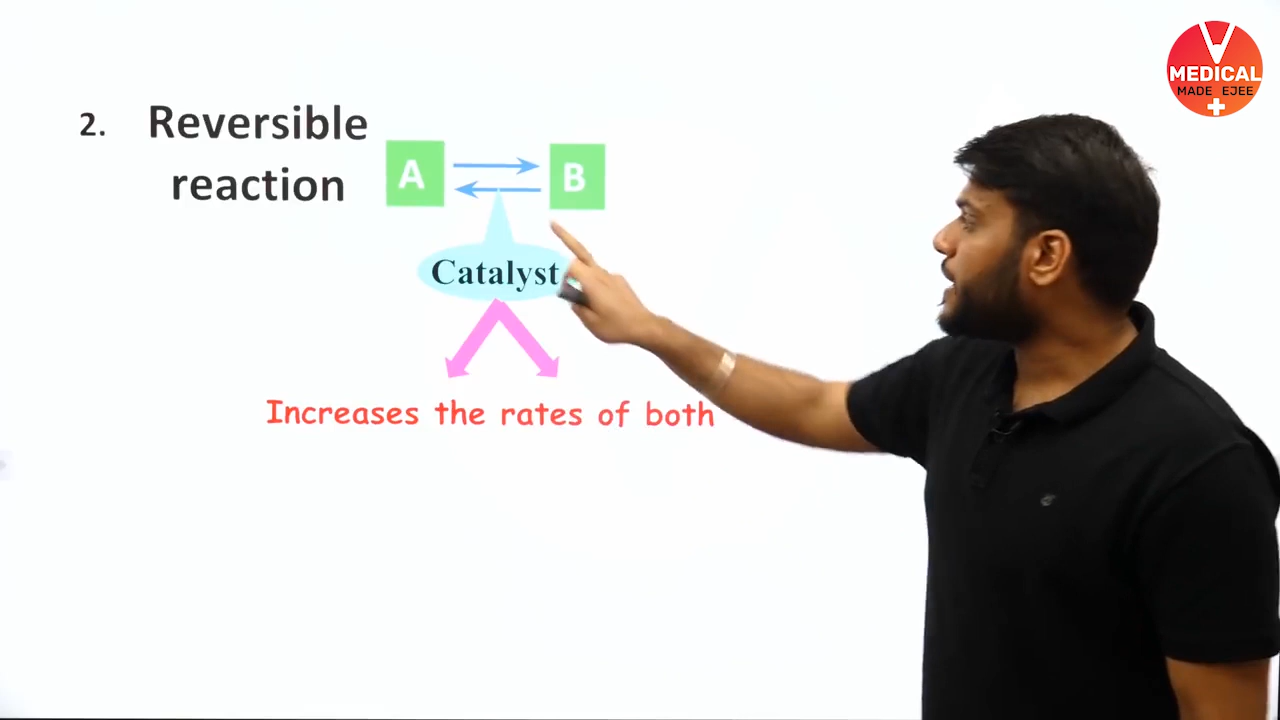 MEDICAL
MADE EJEE
2. Reversible
reaction
A
B
Catalyst
Increases the rates of both